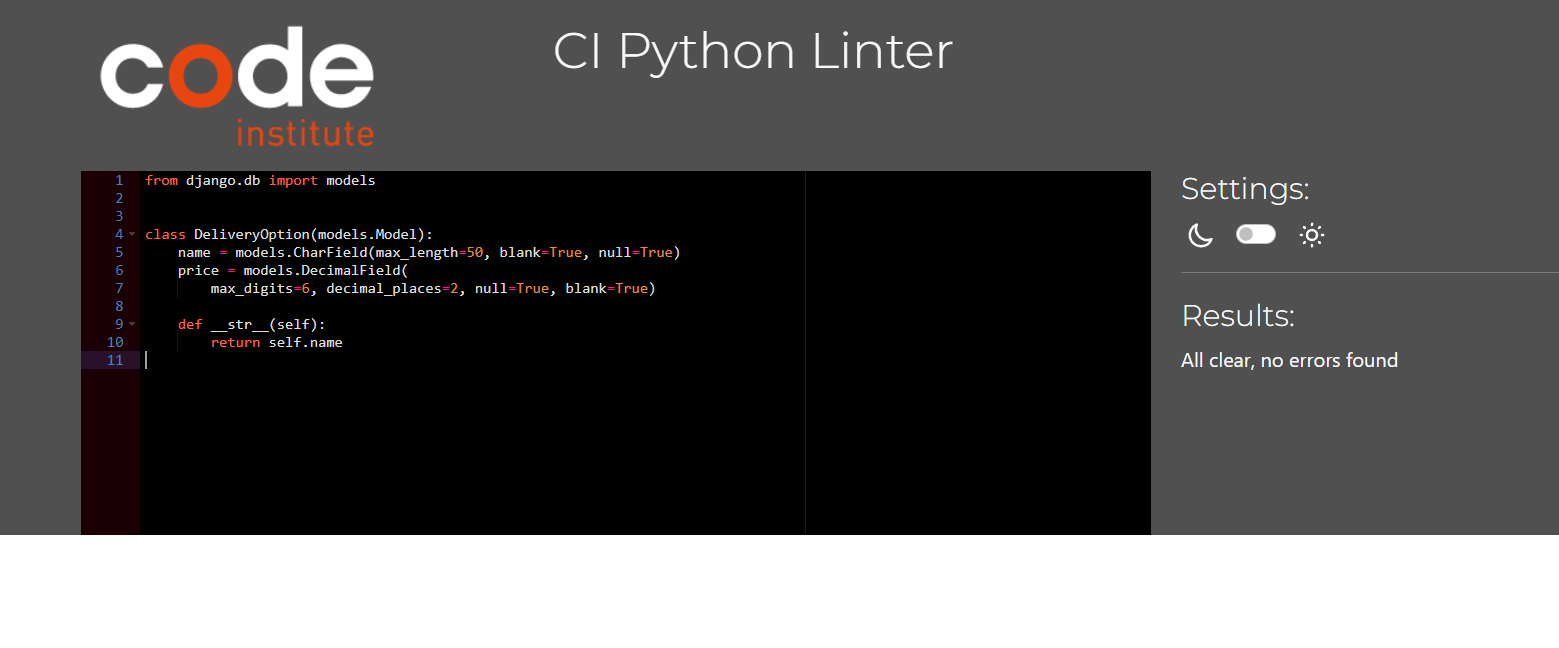 code
institute
CI Python Linter
1 from django.db import models
2
3
4 class DeliveryOption(models.Model):
5     name = models.CharField(max_length=50, blank=True, null=True)
6     price = models.DecimalField(
7         max_digits=6, decimal_places=2, null=True, blank=True)
8
9     def __str__(self):
10         return self.name
11
Settings:
Results:
All clear, no errors found